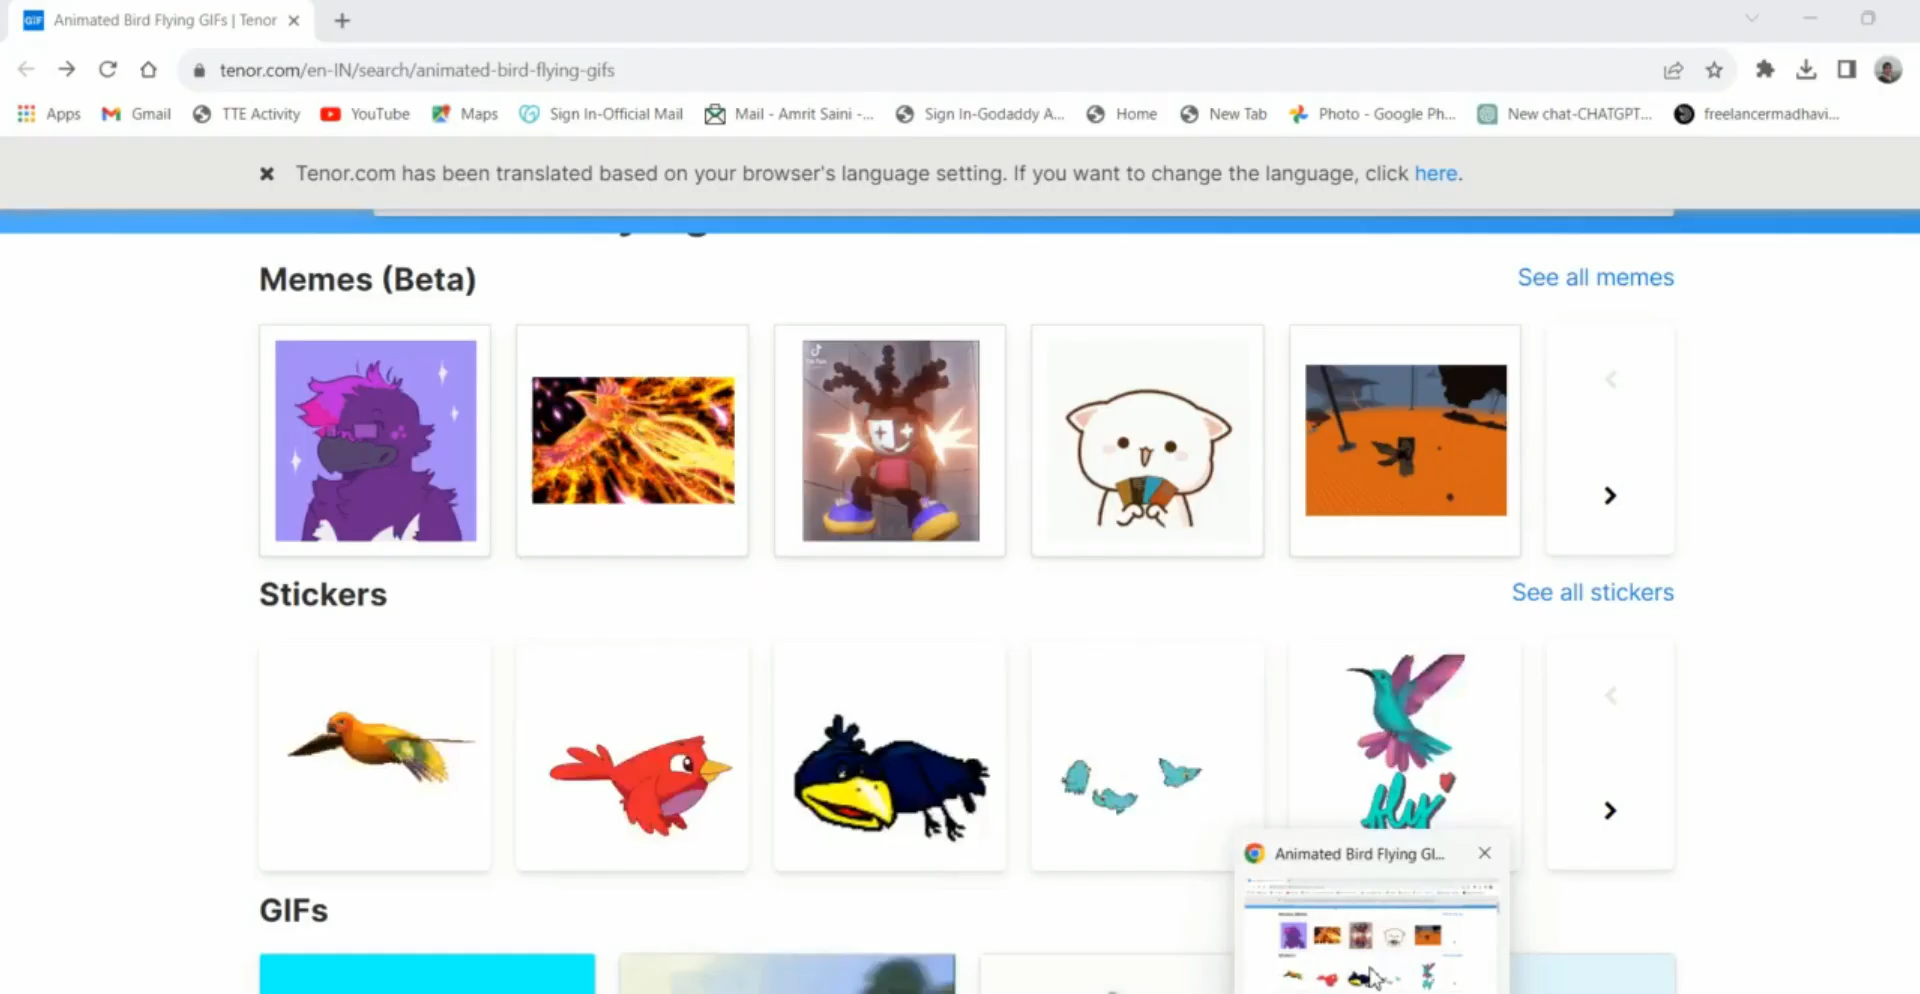 GIF Animated Bird Flying GIFs | Tenor
tenor.com/en-IN/search/animated-bird-flying-gifs
Apps Gmail TTE Activity YouTube Maps Sign In-Official Mail Mail - Amrit Saini -... Sign In-Godaddy A... Home New Tab Photo - Google Ph... New chat-CHATGPT... freelancermadhavi...
Tenor.com has been translated based on your browser's language setting. If you want to change the language, click here.
Memes (Beta) See all memes
Stickers See all stickers
fly
Animated Bird Flying GI...
GIFs